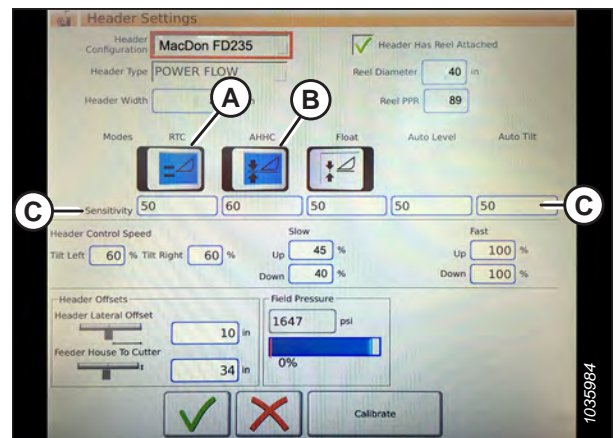 Header Settings
Header Configuration MacDon FD235 Header Has Reel Attached
Header Type POWER FLOW Reel Diameter 40 in
Header Width Reel PPR 89
A B
Modes RTC AHHC Float Auto Level Auto Tilt
C C
Sensitivity 50 60 50 50 50
Header Control Speed Slow Fast
Tilt Left 60 % Tilt Right 60 % Up 45 % Up 100 %
Down 40 % Down 100 %
Header Offsets Field Pressure
Header Lateral Offset 1647 psi
10 in
Feeder House To Cutter 0%
34 in
Calibrate
1035984